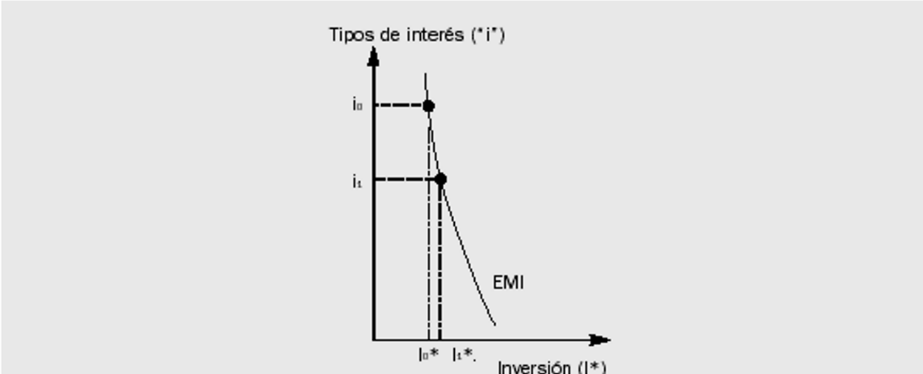 Tipos de interés ("i")
i₀
i₁
EMI
I₀* I₁*.
Inversión (I*)